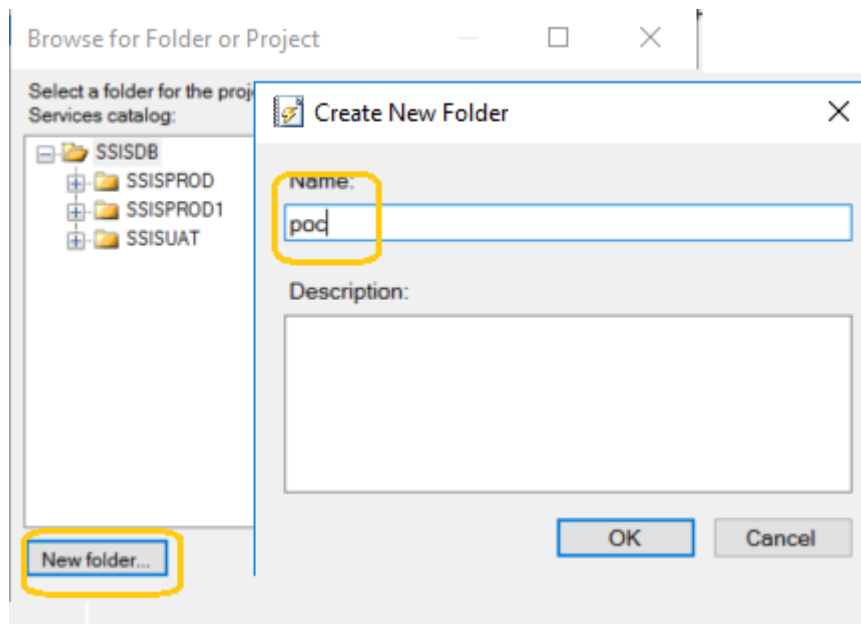 Browse for Folder or Project
Select a folder for the proj
Services catalog:
SSISDB
SSISPROD
SSISPROD1
SSISUAT
New folder...
Create New Folder
Name:
poc
Description:
OK
Cancel